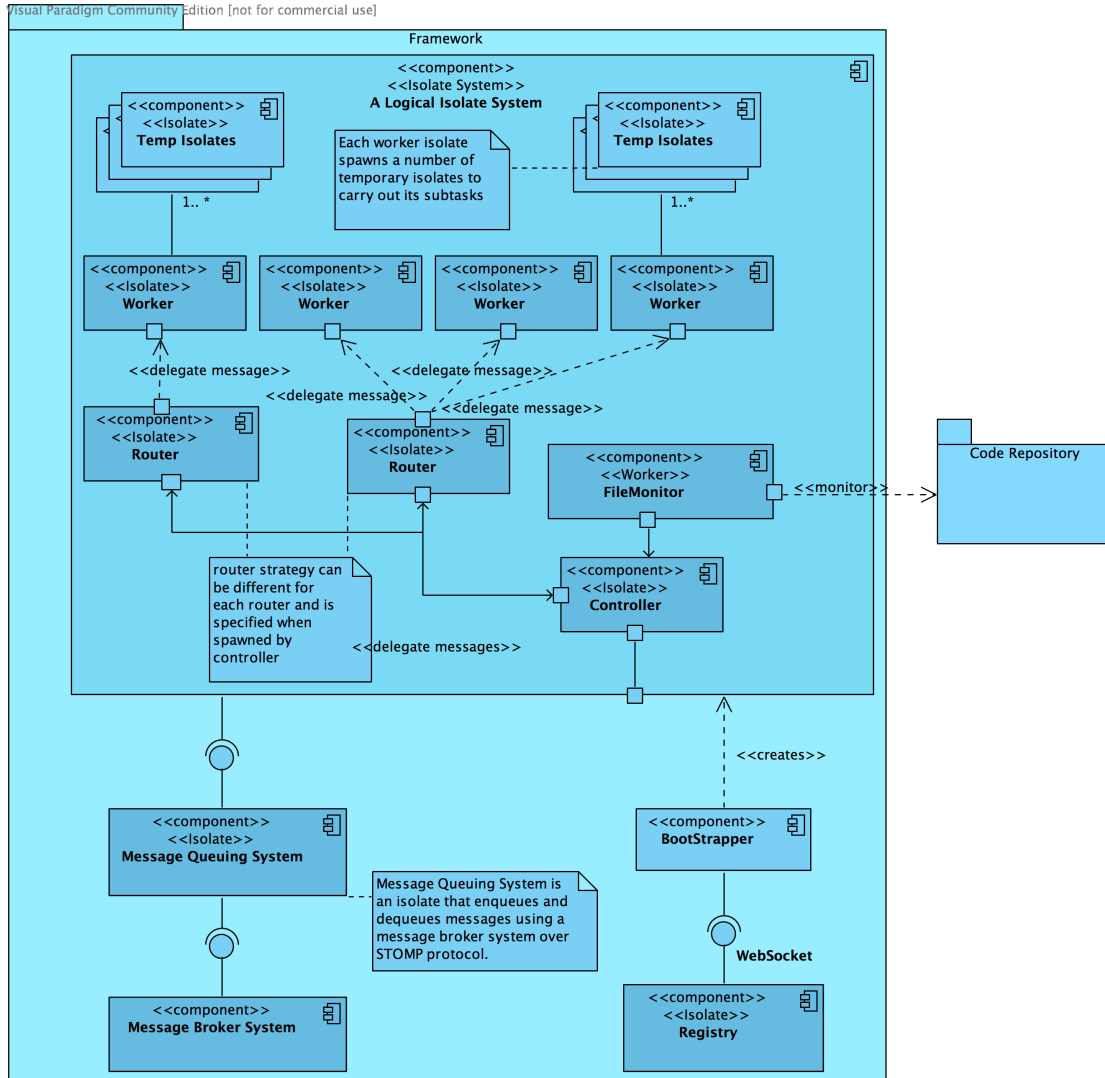 Visual Paradigm Community Edition [not for commercial use]
Framework
<<component>>
<<Isolate System>>
A Logical Isolate System
<<component>>
<<Isolate>>
Temp Isolates
1.. *
Each worker isolate
spawns a number of
temporary isolates to
carry out its subtasks
<<component>>
<<Isolate>>
Temp Isolates
1..*
<<component>>
<<Isolate>>
Worker
<<component>>
<<Isolate>>
Worker
<<component>>
<<Isolate>>
Worker
<<component>>
<<Isolate>>
Worker
<<delegate message>>
<<delegate message>>
<<delegate message>>
<<delegate message>>
<<component>>
<<Isolate>>
Router
<<component>>
<<Isolate>>
Router
<<component>>
<<Worker>>
FileMonitor
<<monitor>>
Code Repository
router strategy can
be different for
each router and is
specified when
spawned by
controller
<<component>>
<<Isolate>>
Controller
<<delegate messages>>
<<creates>>
<<component>>
<<Isolate>>
Message Queuing System
<<component>>
BootStrapper
Message Queuing System is
an isolate that enqueues and
dequeues messages using a
message broker system over
STOMP protocol.
WebSocket
<<component>>
Message Broker System
<<component>>
<<Isolate>>
Registry